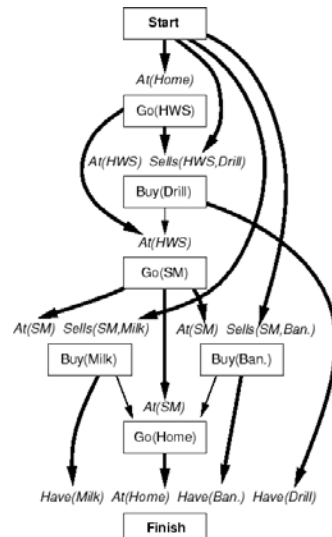 Start
At(Home)
Go(HWS)
At(HWS) Sells(HWS,Drill)
Buy(Drill)
At(HWS)
Go(SM)
At(SM) Sells(SM,Milk) At(SM) Sells(SM,Ban.)
Buy(Milk) Buy(Ban.)
At(SM)
Go(Home)
Have(Milk) At(Home) Have(Ban.) Have(Drill)
Finish